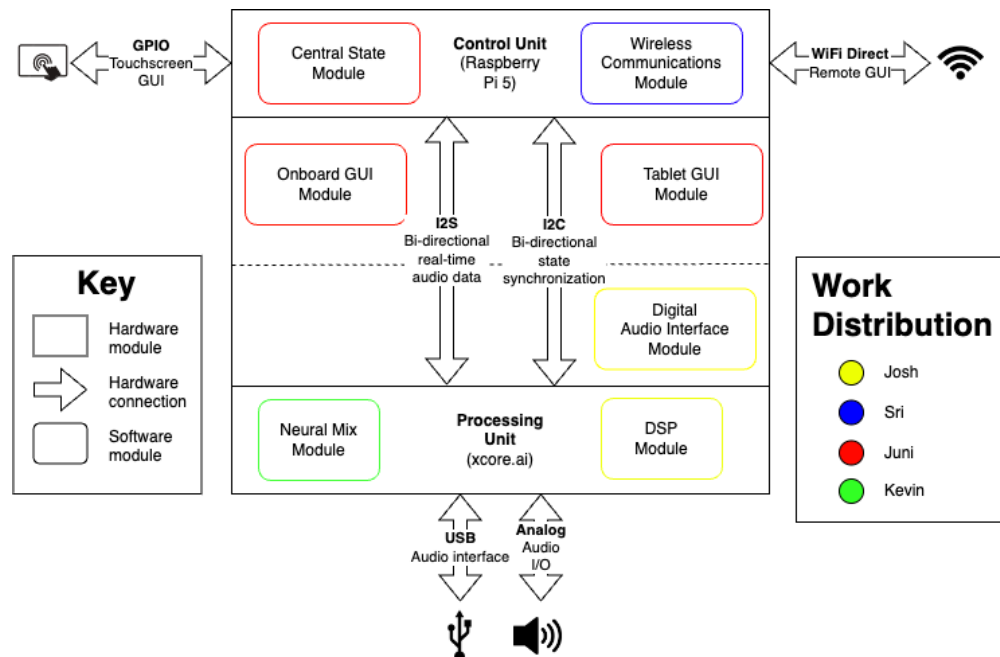 GPIO
Touchscreen
GUI
Central State
Module
Control Unit
(Raspberry
Pi 5)
Wireless
Communications
Module
WiFi Direct
Remote GUI
Onboard GUI
Module
Tablet GUI
Module
I2S
Bi-directional
real-time
audio data
I2C
Bi-directional
state
synchronization
Digital
Audio Interface
Module
Neural Mix
Module
Processing
Unit
(xcore.ai)
DSP
Module
USB
Audio interface
Analog
Audio
I/O
Key
Hardware
module
Hardware
connection
Software
module
Work
Distribution
Josh
Sri
Juni
Kevin